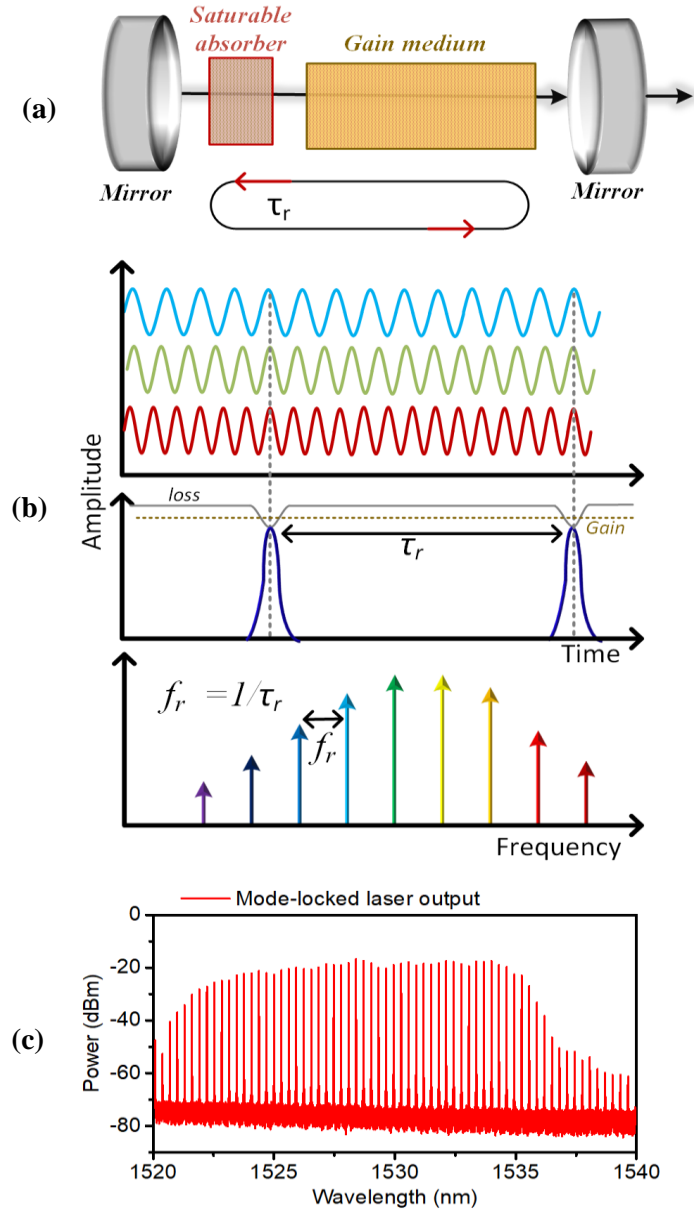 Saturable
absorber
Gain medium
(a)
Mirror
Mirror
τr
Amplitude
(b)
loss
Gain
τr
Time
fr =1/τr
fr
Frequency
Mode-locked laser output
(c)
Power (dBm)
0
-20
-40
-60
-80
1520
1525
1530
1535
1540
Wavelength (nm)